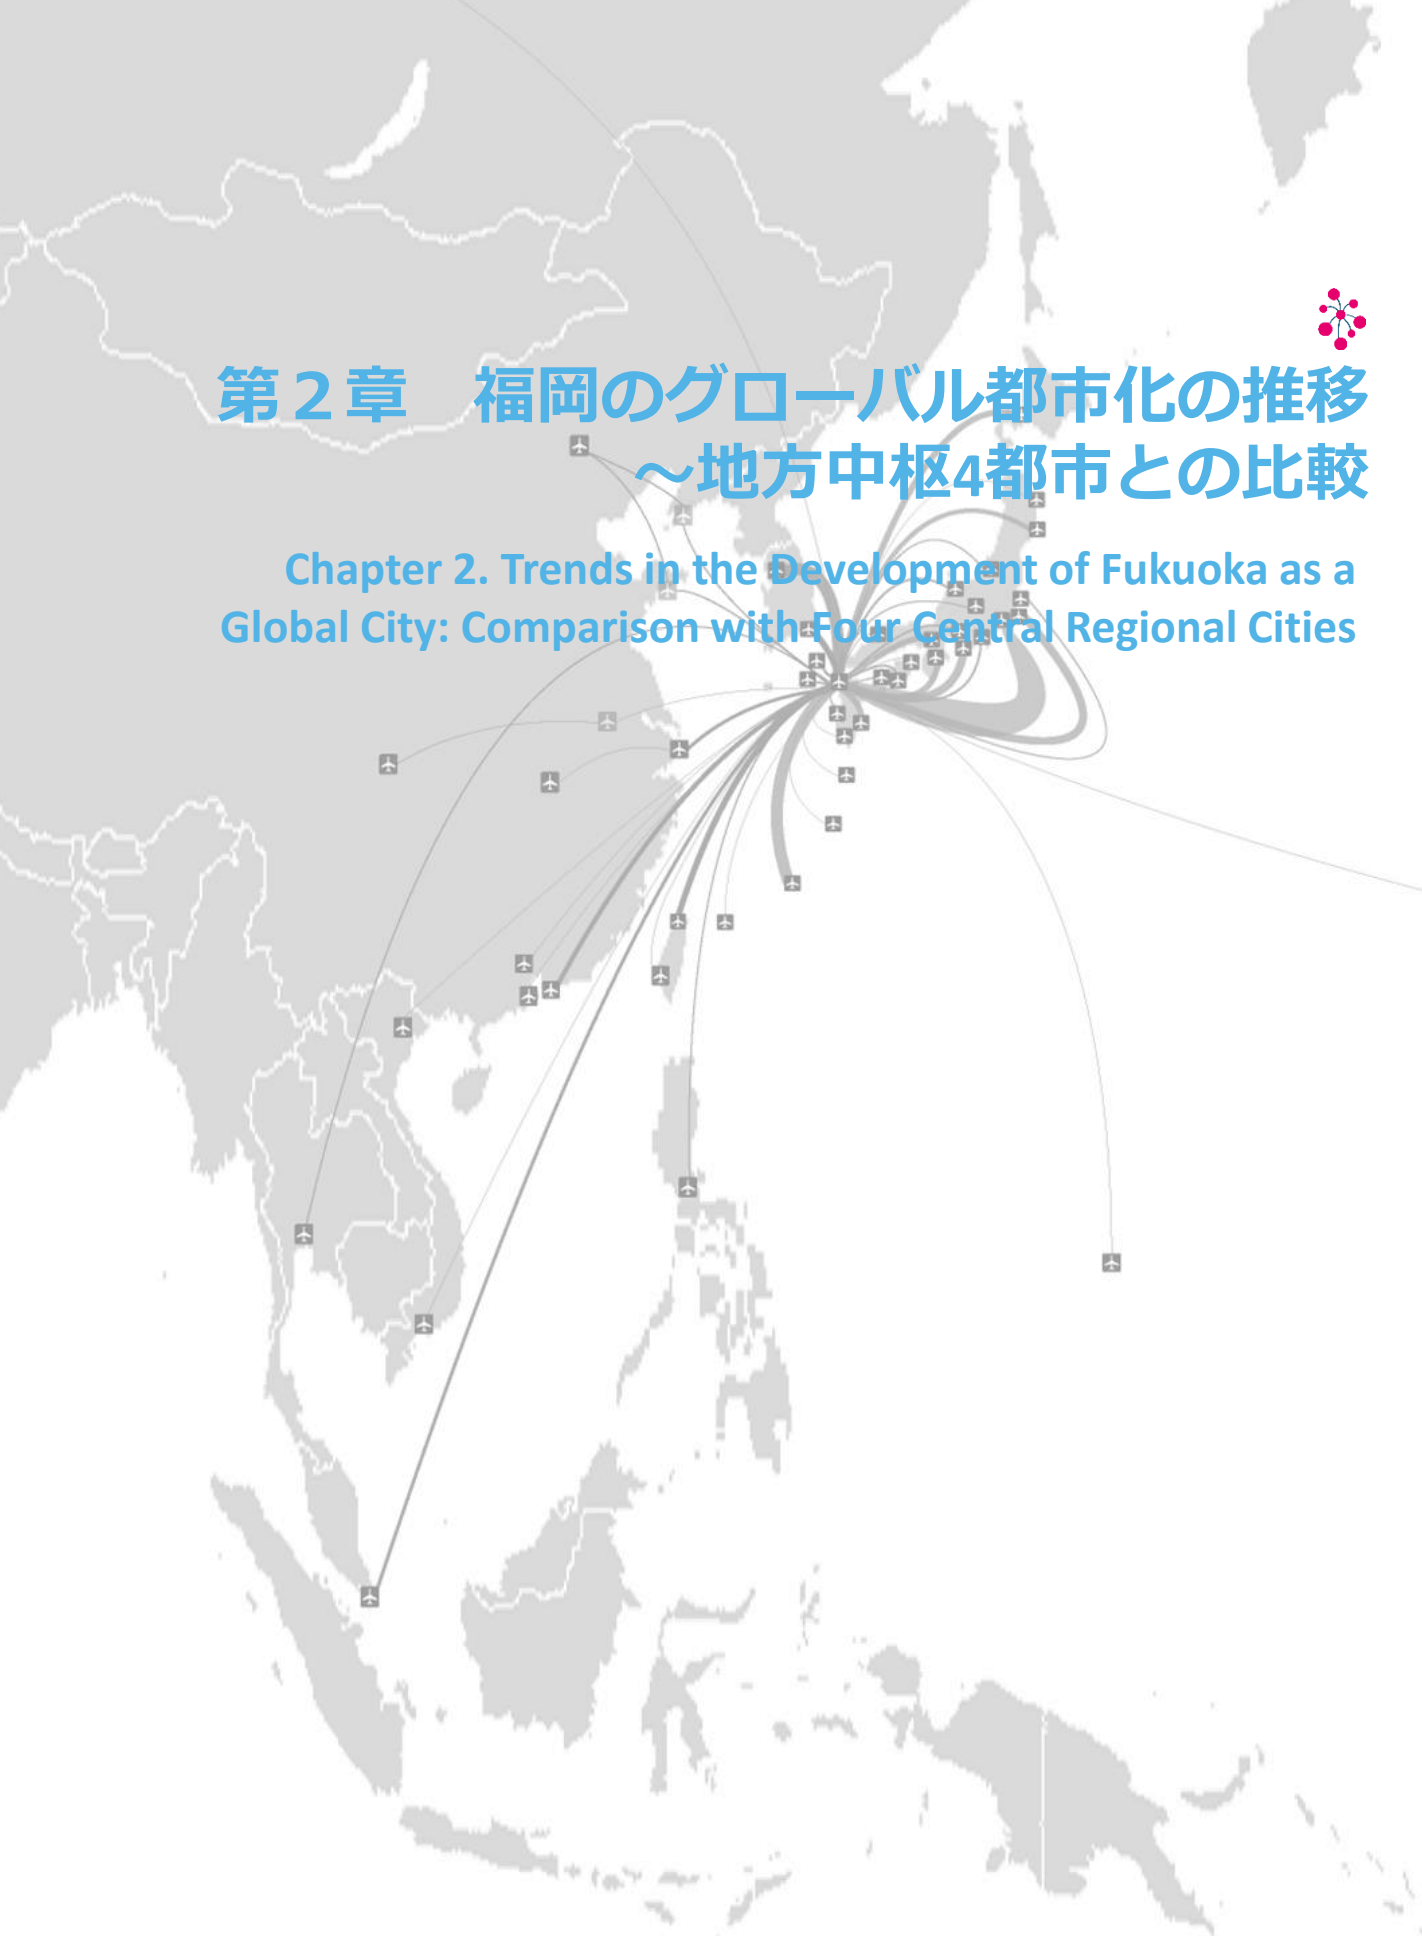 第２章　福岡のグローバル都市化の推移
～地方中枢4都市との比較
Chapter 2. Trends in the Development of Fukuoka as a
Global City: Comparison with Four Central Regional Cities